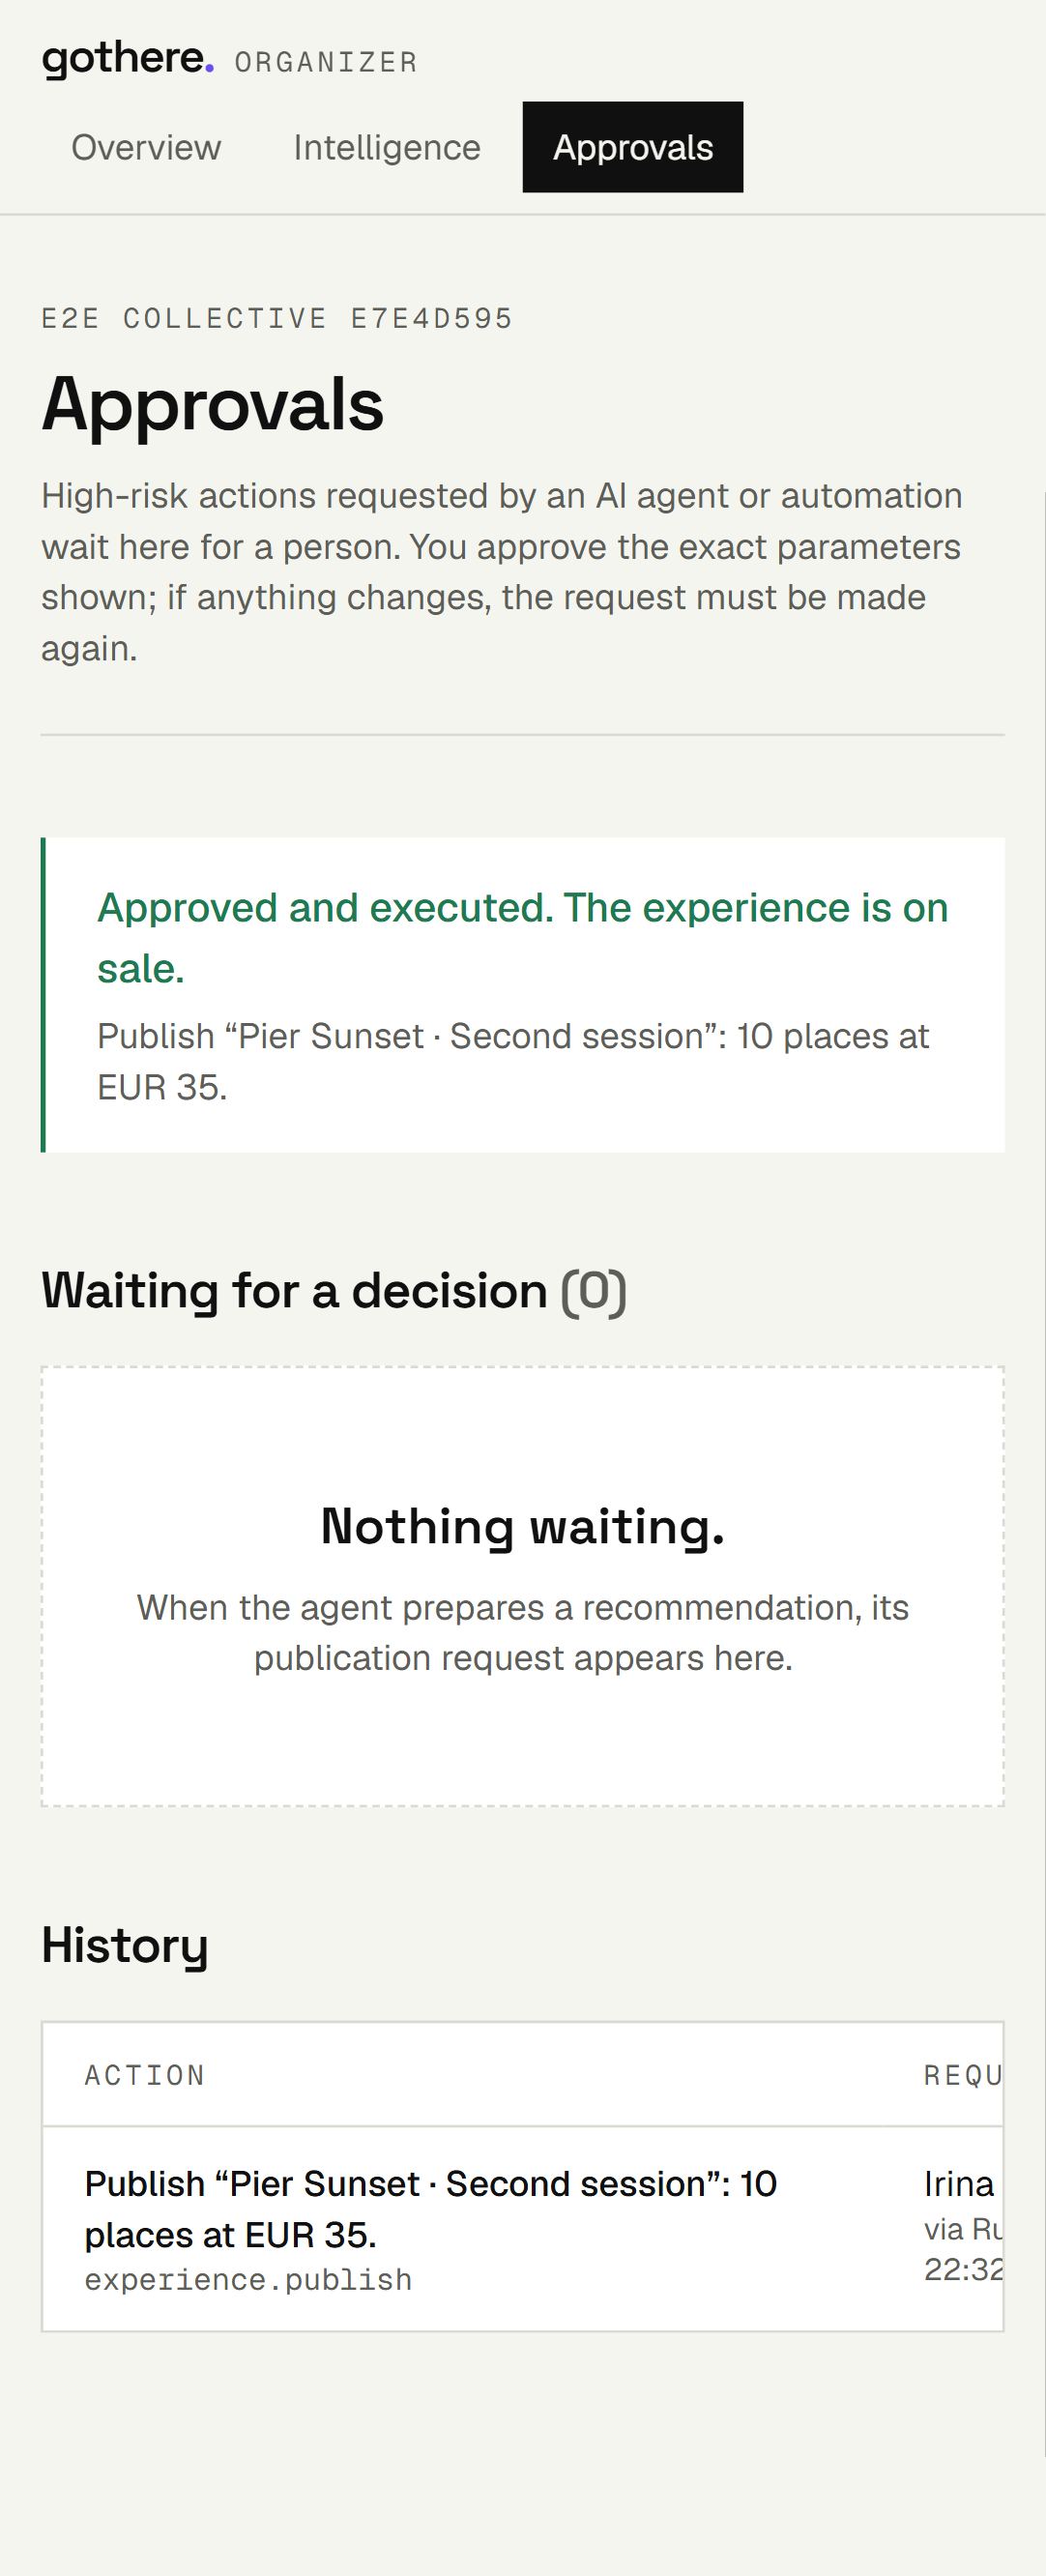 gothere. ORGANIZER
Overview Intelligence Approvals
E2E COLLECTIVE E7E4D595
Approvals
High-risk actions requested by an AI agent or automation
wait here for a person. You approve the exact parameters
shown; if anything changes, the request must be made
again.
Approved and executed. The experience is on
sale.
Publish “Pier Sunset · Second session”: 10 places at
EUR 35.
Waiting for a decision (0)
Nothing waiting.
When the agent prepares a recommendation, its
publication request appears here.
History
ACTION
Publish “Pier Sunset · Second session”: 10 Irina
places at EUR 35. via
experience.publish 22:32